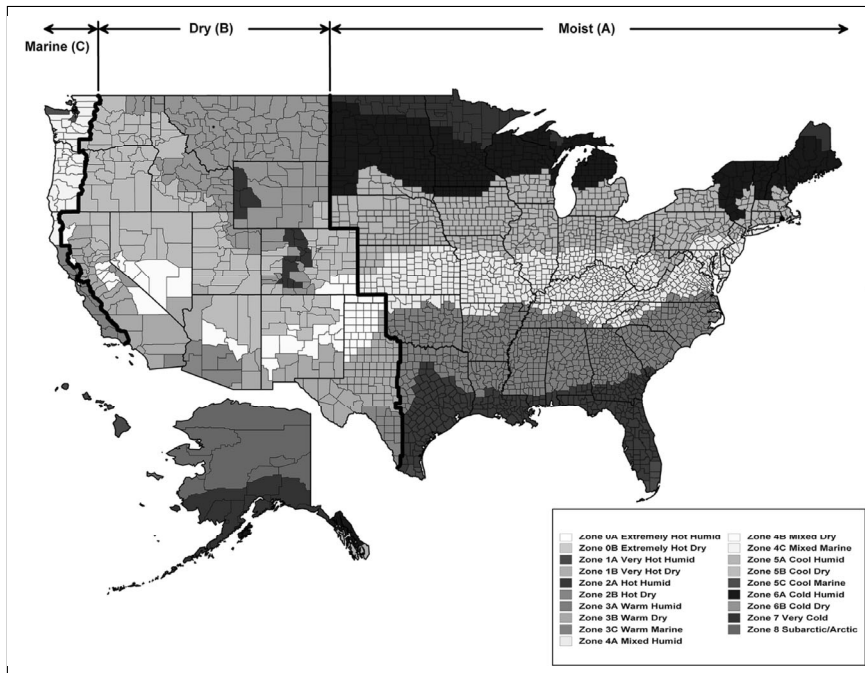 Dry (B)
Moist (A)
Marine (C)
Zone 0A Extremely Hot Humid
Zone 0B Extremely Hot Dry
Zone 1A Very Hot Humid
Zone 1B Very Hot Dry
Zone 2A Hot Humid
Zone 2B Hot Dry
Zone 3A Warm Humid
Zone 3B Warm Dry
Zone 3C Warm Marine
Zone 4A Mixed Humid
Zone 4B Mixed Dry
Zone 4C Mixed Marine
Zone 5A Cool Humid
Zone 5B Cool Dry
Zone 5C Cool Marine
Zone 6A Cold Humid
Zone 6B Cold Dry
Zone 7 Very Cold
Zone 8 Subarctic/Arctic